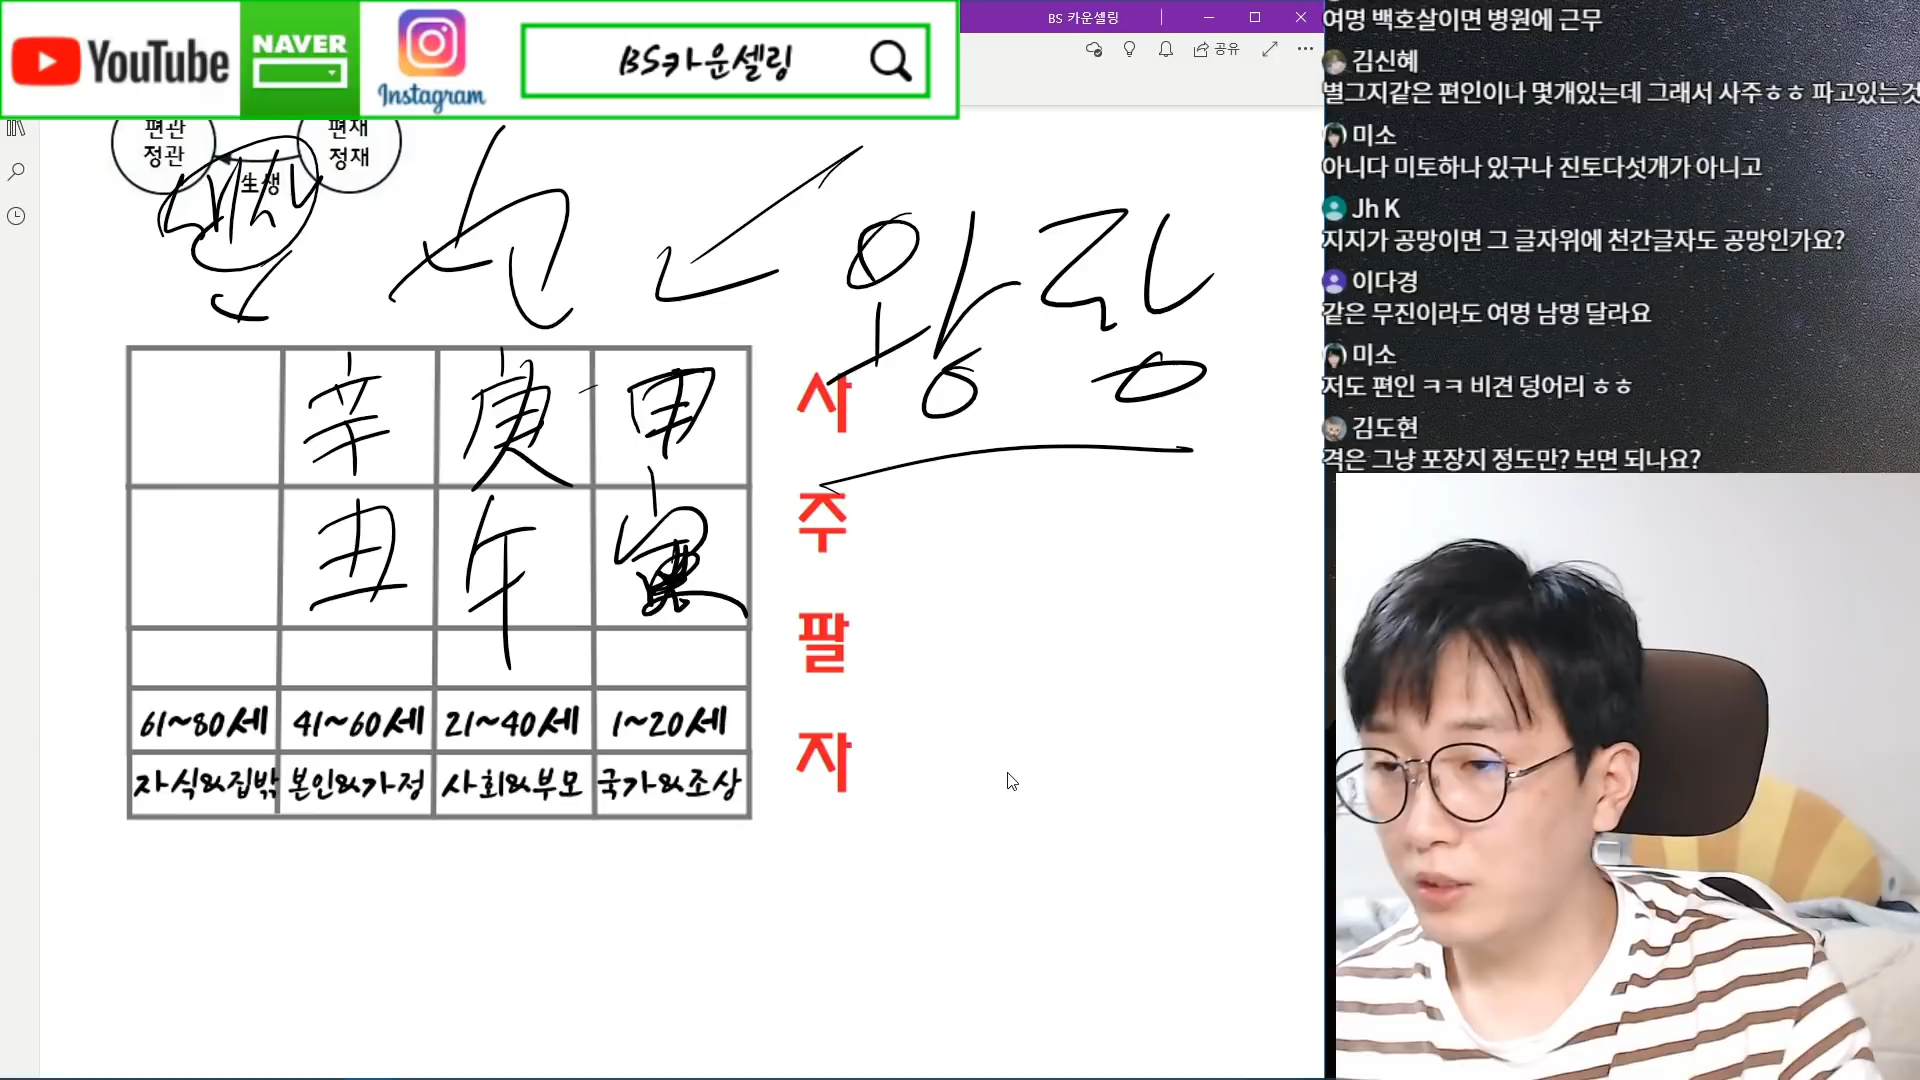 YouTube
NAVER
Instagram
BS카운셀링
BS 카운셀링
공유
편관
정관
편재
정재
生생
왕
辛
庚
甲
丑
午
寅
61~80세
41~60세
21~40세
1~20세
자식&집밖
본인&가정
사회&부모
국가&조상
사
주
팔
자
여명 백호살이면 병원에 근무
김신혜
별그지같은 편인이나 몇개있는데 그래서 사주ㅎㅎ 파고있는것
미소
아니다 미토하나 있구나 진토다섯개가 아니고
Jh K
지지가 공망이면 그 글자위에 천간글자도 공망인가요?
이다경
같은 무진이라도 여명 남명 달라요
미소
저도 편인 ㅋㅋ 비견 덩어리 ㅎㅎ
김도현
격은 그냥 포장지 정도만? 보면 되나요?